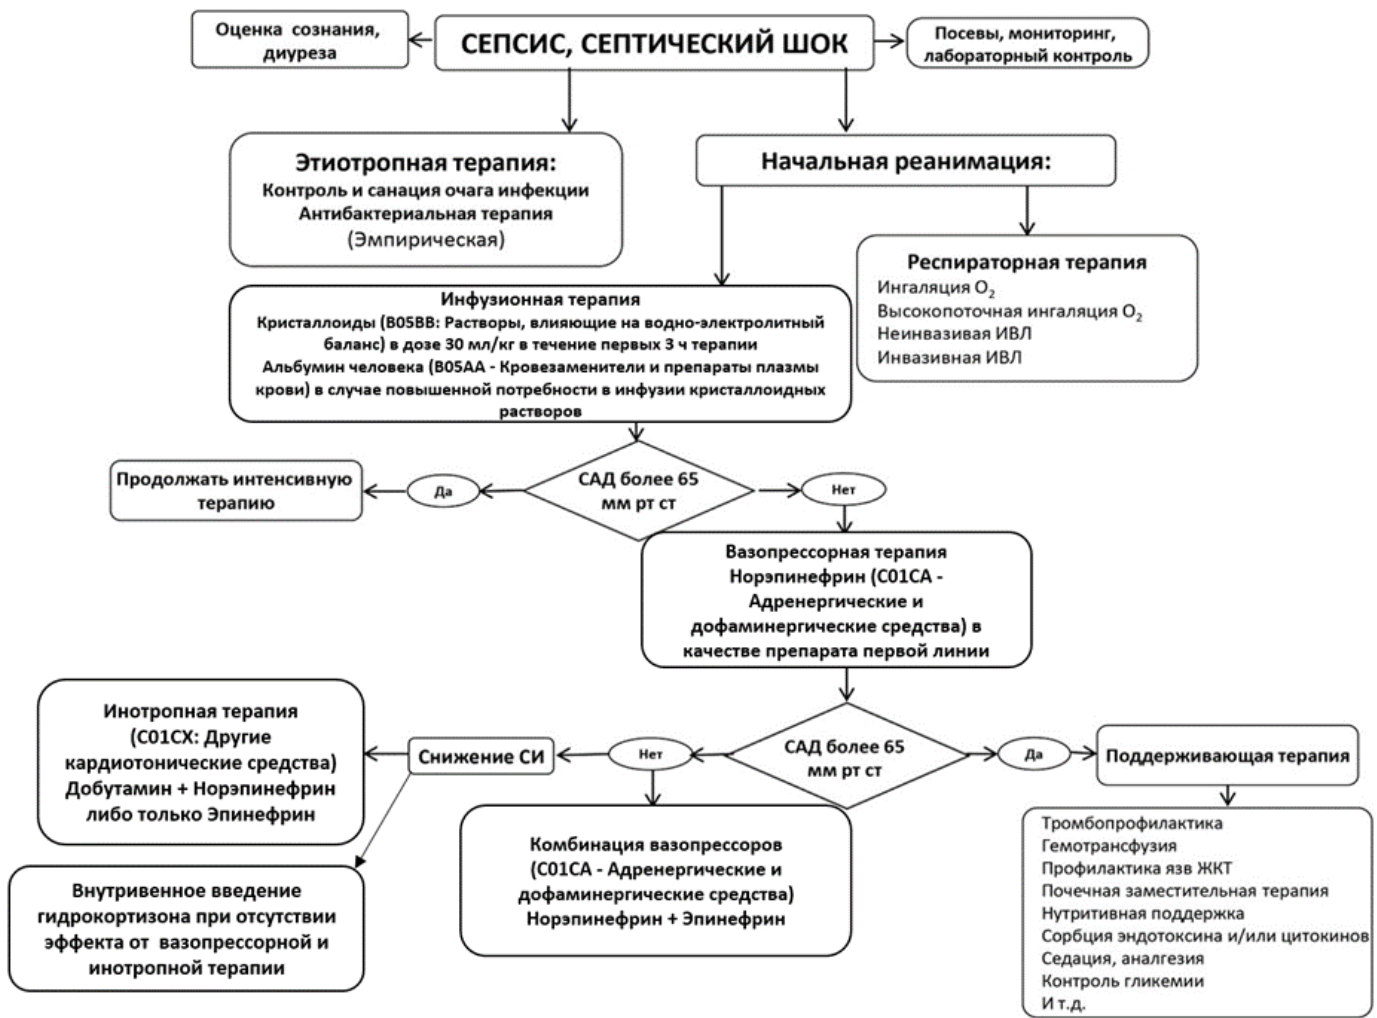 Оценка сознания,
диуреза
СЕПСИС, СЕПТИЧЕСКИЙ ШОК
Посевы, мониторинг,
лабораторный контроль
Этиотропная терапия:
Контроль и санация очага инфекции
Антибактериальная терапия
(Эмпирическая)
Начальная реанимация:
Респираторная терапия
Ингаляция О₂
Высокопоточная ингаляция О₂
Неинвазивая ИВЛ
Инвазивная ИВЛ
Инфузионная терапия
Кристаллоиды (B05BB: Растворы, влияющие на водно-электролитный
баланс) в дозе 30 мл/кг в течение первых 3 ч терапии
Альбумин человека (B05AA - Кровезаменители и препараты плазмы
крови) в случае повышенной потребности в инфузии кристаллоидных
растворов
Продолжать интенсивную
терапию
Да
САД более 65
мм рт ст
Нет
Вазопрессорная терапия
Норэпинефрин (C01CA -
Адренергические и
дофаминергические средства) в
качестве препарата первой линии
Инотропная терапия
(C01CX: Другие
кардиотонические средства)
Добутамин + Норэпинефрин
либо только Эпинефрин
Снижение СИ
Нет
САД более 65
мм рт ст
Да
Поддерживающая терапия
Комбинация вазопрессоров
(C01CA - Адренергические и
дофаминергические средства)
Норэпинефрин + Эпинефрин
Внутривенное введение
гидрокортизона при отсутствии
эффекта от вазопрессорной и
инотропной терапии
Тромбопрофилактика
Гемотрансфузия
Профилактика язв ЖКТ
Почечная заместительная терапия
Нутритивная поддержка
Сорбция эндотоксина и/или цитокинов
Седация, аналгезия
Контроль гликемии
И т.д.